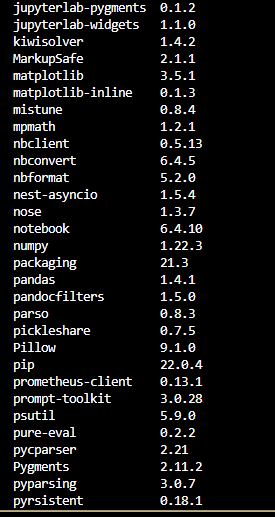 jupyterlab-pygments 0.1.2
jupyterlab-widgets 1.1.0
kiwisolver 1.4.2
MarkupSafe 2.1.1
matplotlib 3.5.1
matplotlib-inline 0.1.3
mistune 0.8.4
mpmath 1.2.1
nbclient 0.5.13
nbconvert 6.4.5
nbformat 5.2.0
nest-asyncio 1.5.4
nose 1.3.7
notebook 6.4.10
numpy 1.22.3
packaging 21.3
pandas 1.4.1
pandocfilters 1.5.0
parso 0.8.3
pickleshare 0.7.5
Pillow 9.1.0
pip 22.0.4
prometheus-client 0.13.1
prompt-toolkit 3.0.28
psutil 5.9.0
pure-eval 0.2.2
pycparser 2.21
Pygments 2.11.2
pyparsing 3.0.7
pyrsistent 0.18.1